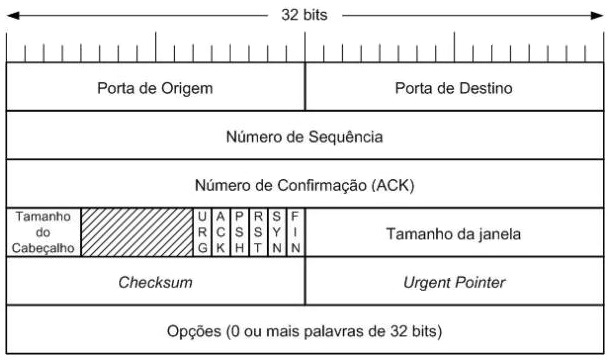 32 bits
Porta de Origem
Porta de Destino
Número de Sequência
Número de Confirmação (ACK)
Tamanho
do
Cabeçalho
URG
ACK
PSH
RST
SYN
FIN
Tamanho da janela
Checksum
Urgent Pointer
Opções (0 ou mais palavras de 32 bits)